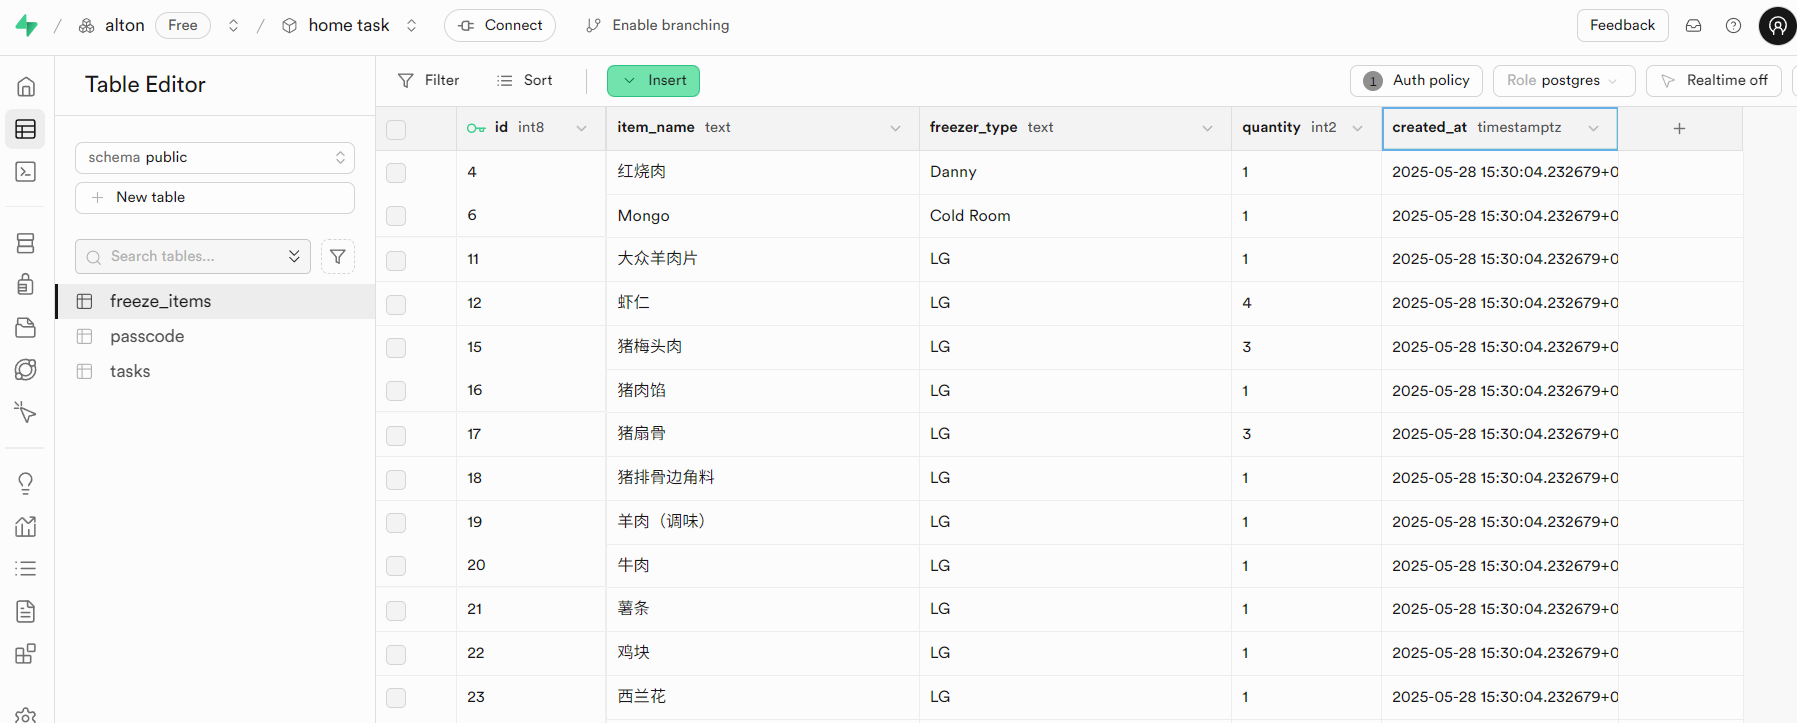 / alton Free / home task Connect Enable branching Feedback
Table Editor
Filter Sort Insert 1 Auth policy Role postgres Realtime off
schema public
New table
Search tables...
freeze_items
passcode
tasks
id int8 item_name text freezer_type text quantity int2 created_at timestamptz
4 红烧肉 Danny 1 2025-05-28 15:30:04.232679+0
6 Mongo Cold Room 1 2025-05-28 15:30:04.232679+0
11 大众羊肉片 LG 1 2025-05-28 15:30:04.232679+0
12 虾仁 LG 4 2025-05-28 15:30:04.232679+0
15 猪梅头肉 LG 3 2025-05-28 15:30:04.232679+0
16 猪肉馅 LG 1 2025-05-28 15:30:04.232679+0
17 猪扇骨 LG 3 2025-05-28 15:30:04.232679+0
18 猪排骨边角料 LG 1 2025-05-28 15:30:04.232679+0
19 羊肉（调味） LG 1 2025-05-28 15:30:04.232679+0
20 牛肉 LG 1 2025-05-28 15:30:04.232679+0
21 薯条 LG 1 2025-05-28 15:30:04.232679+0
22 鸡块 LG 1 2025-05-28 15:30:04.232679+0
23 西兰花 LG 1 2025-05-28 15:30:04.232679+0